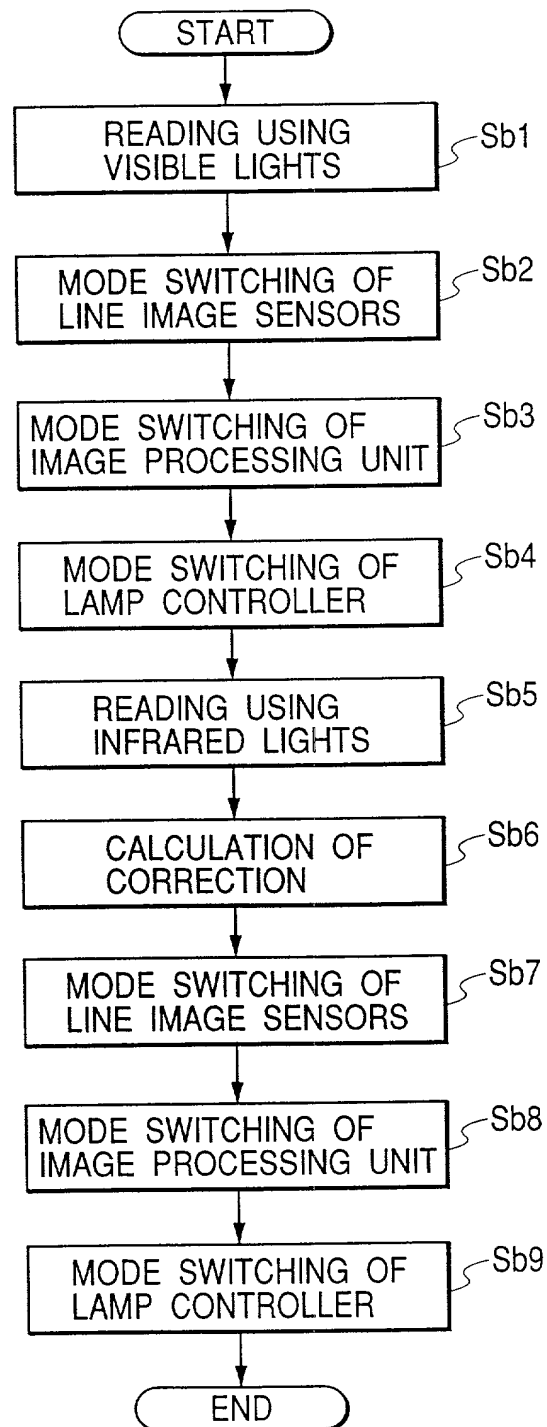 START
READING USING
VISIBLE LIGHTS
Sb1
MODE SWITCHING OF
LINE IMAGE SENSORS
Sb2
MODE SWITCHING OF
IMAGE PROCESSING UNIT
Sb3
MODE SWITCHING OF
LAMP CONTROLLER
Sb4
READING USING
INFRARED LIGHTS
Sb5
CALCULATION OF
CORRECTION
Sb6
MODE SWITCHING OF
LINE IMAGE SENSORS
Sb7
MODE SWITCHING OF
IMAGE PROCESSING UNIT
Sb8
MODE SWITCHING OF
LAMP CONTROLLER
Sb9
END